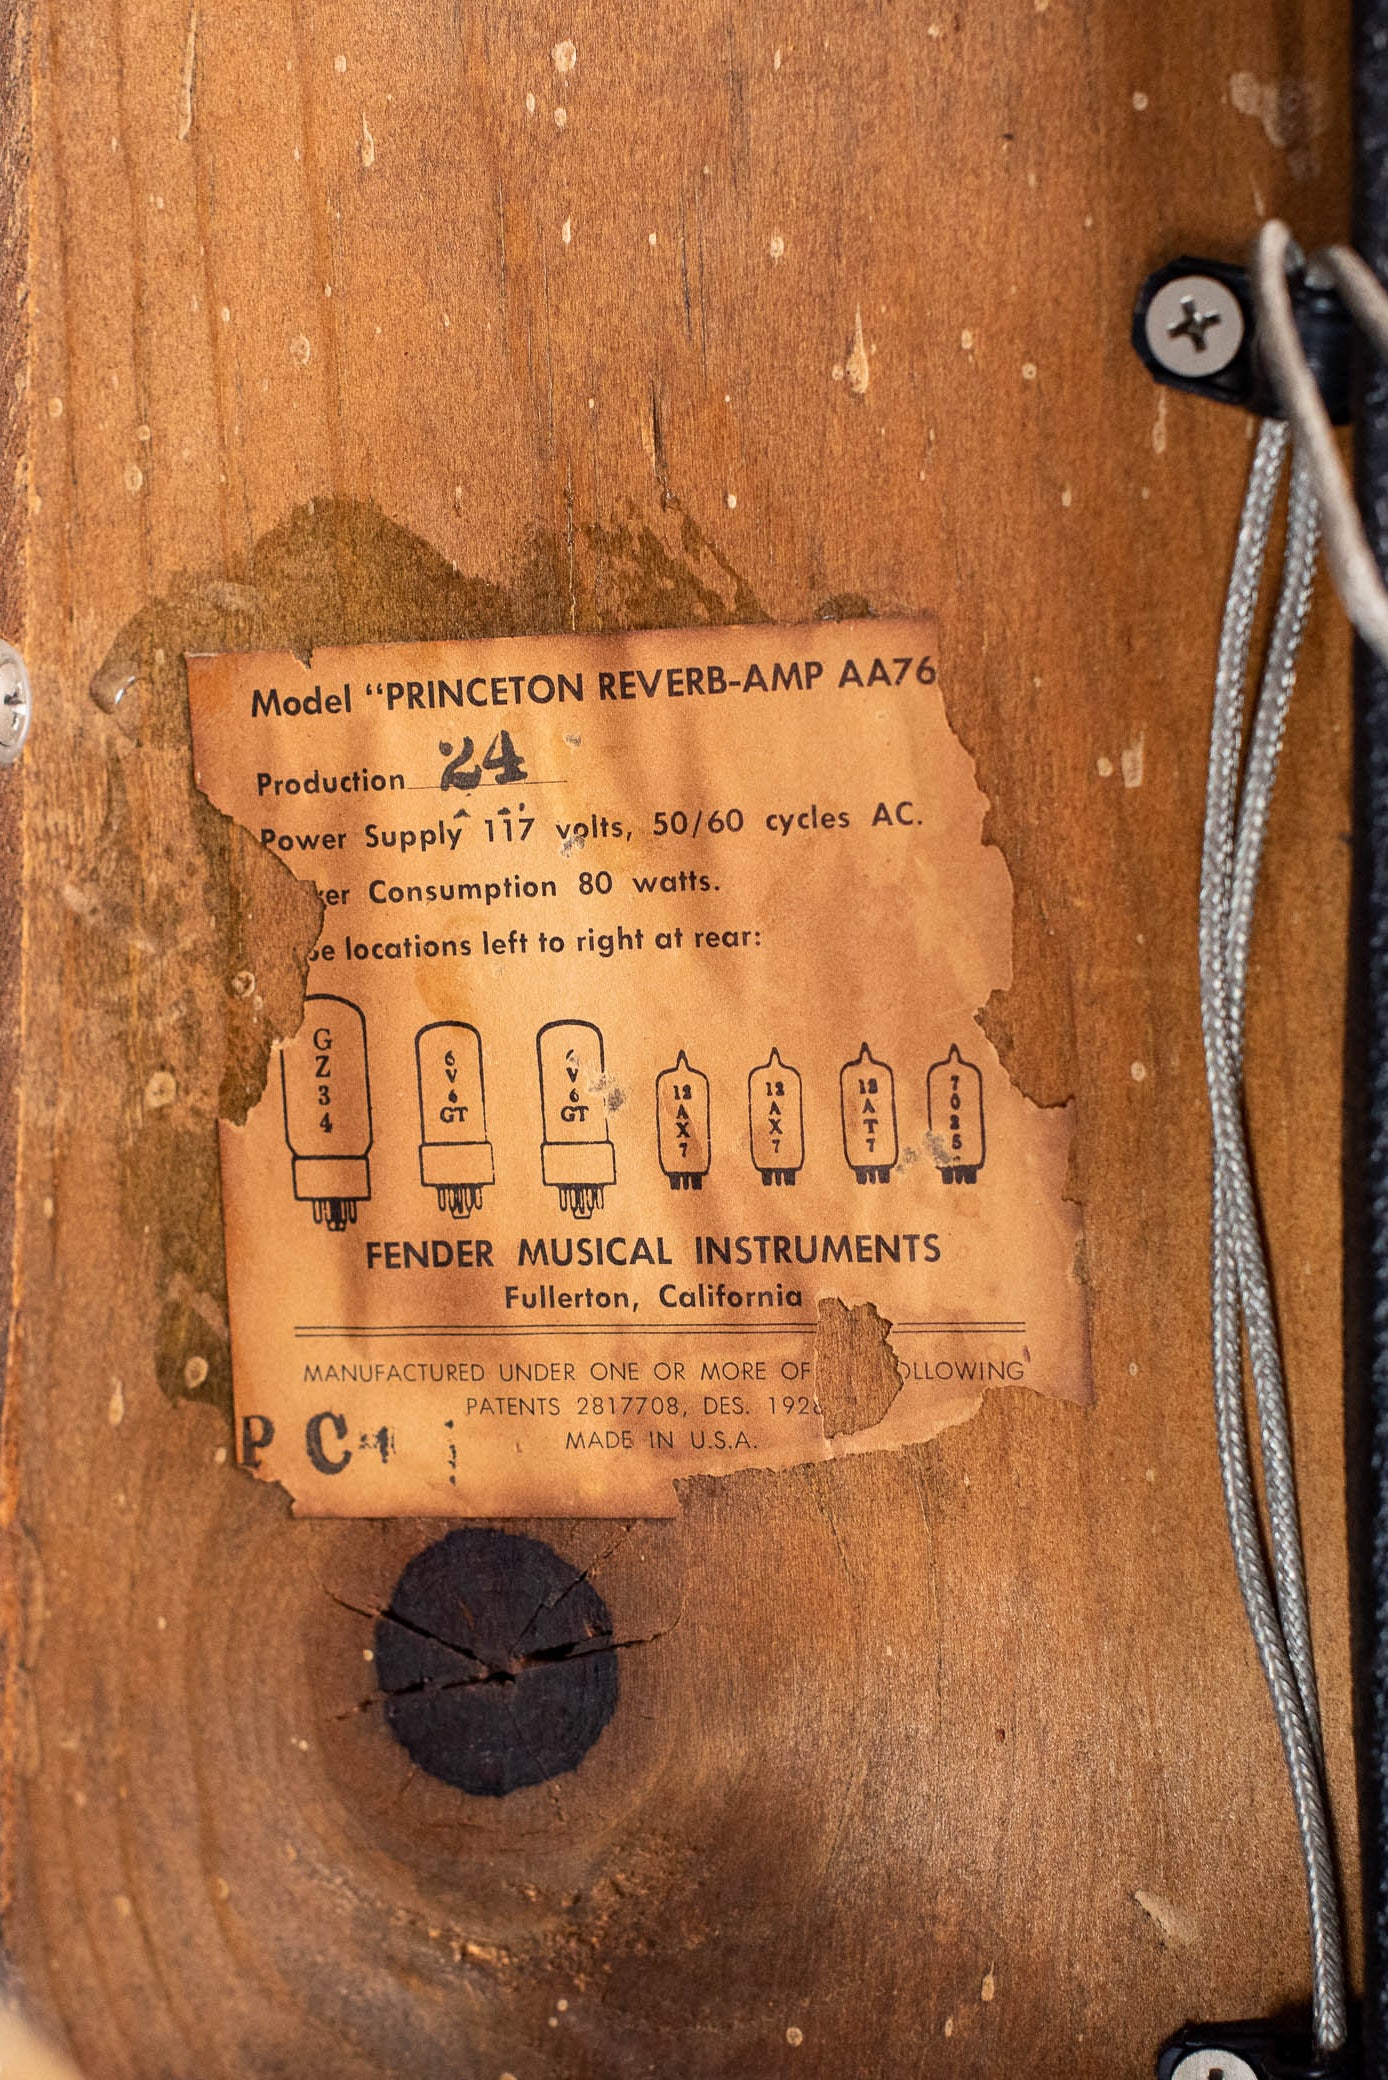 Model “PRINCETON REVERB-AMP AA76
Production 24
Power Supply 117 volts, 50/60 cycles AC.
Consumption 80 watts.
locations left to right at rear:
GZ34 6V6GT 6V6GT 12AX7 12AX7 12AT7 7025
FENDER MUSICAL INSTRUMENTS
Fullerton, California
MANUFACTURED UNDER ONE OR MORE OF
PATENTS 2817708, DES. 192
P C
MADE IN U.S.A.